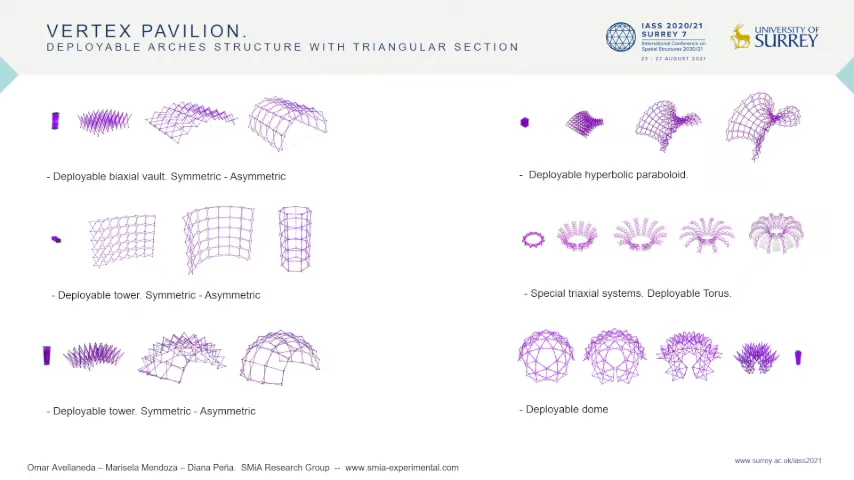 VERTEX PAVILION.
DEPLOYABLE ARCHES STRUCTURE WITH TRIANGULAR SECTION
IASS 2020/21
SURREY 7
International Conference on
Spatial Structures 2020/21
23 - 27 AUGUST 2021
UNIVERSITY OF
SURREY
- Deployable biaxial vault. Symmetric - Asymmetric
- Deployable hyperbolic paraboloid.
- Deployable tower. Symmetric - Asymmetric
- Special triaxial systems. Deployable Torus.
- Deployable tower. Symmetric - Asymmetric
- Deployable dome
Omar Avellaneda – Marisela Mendoza – Diana Peña. SMiA Research Group -- www.smia-experimental.com
www.surrey.ac.uk/iass2021